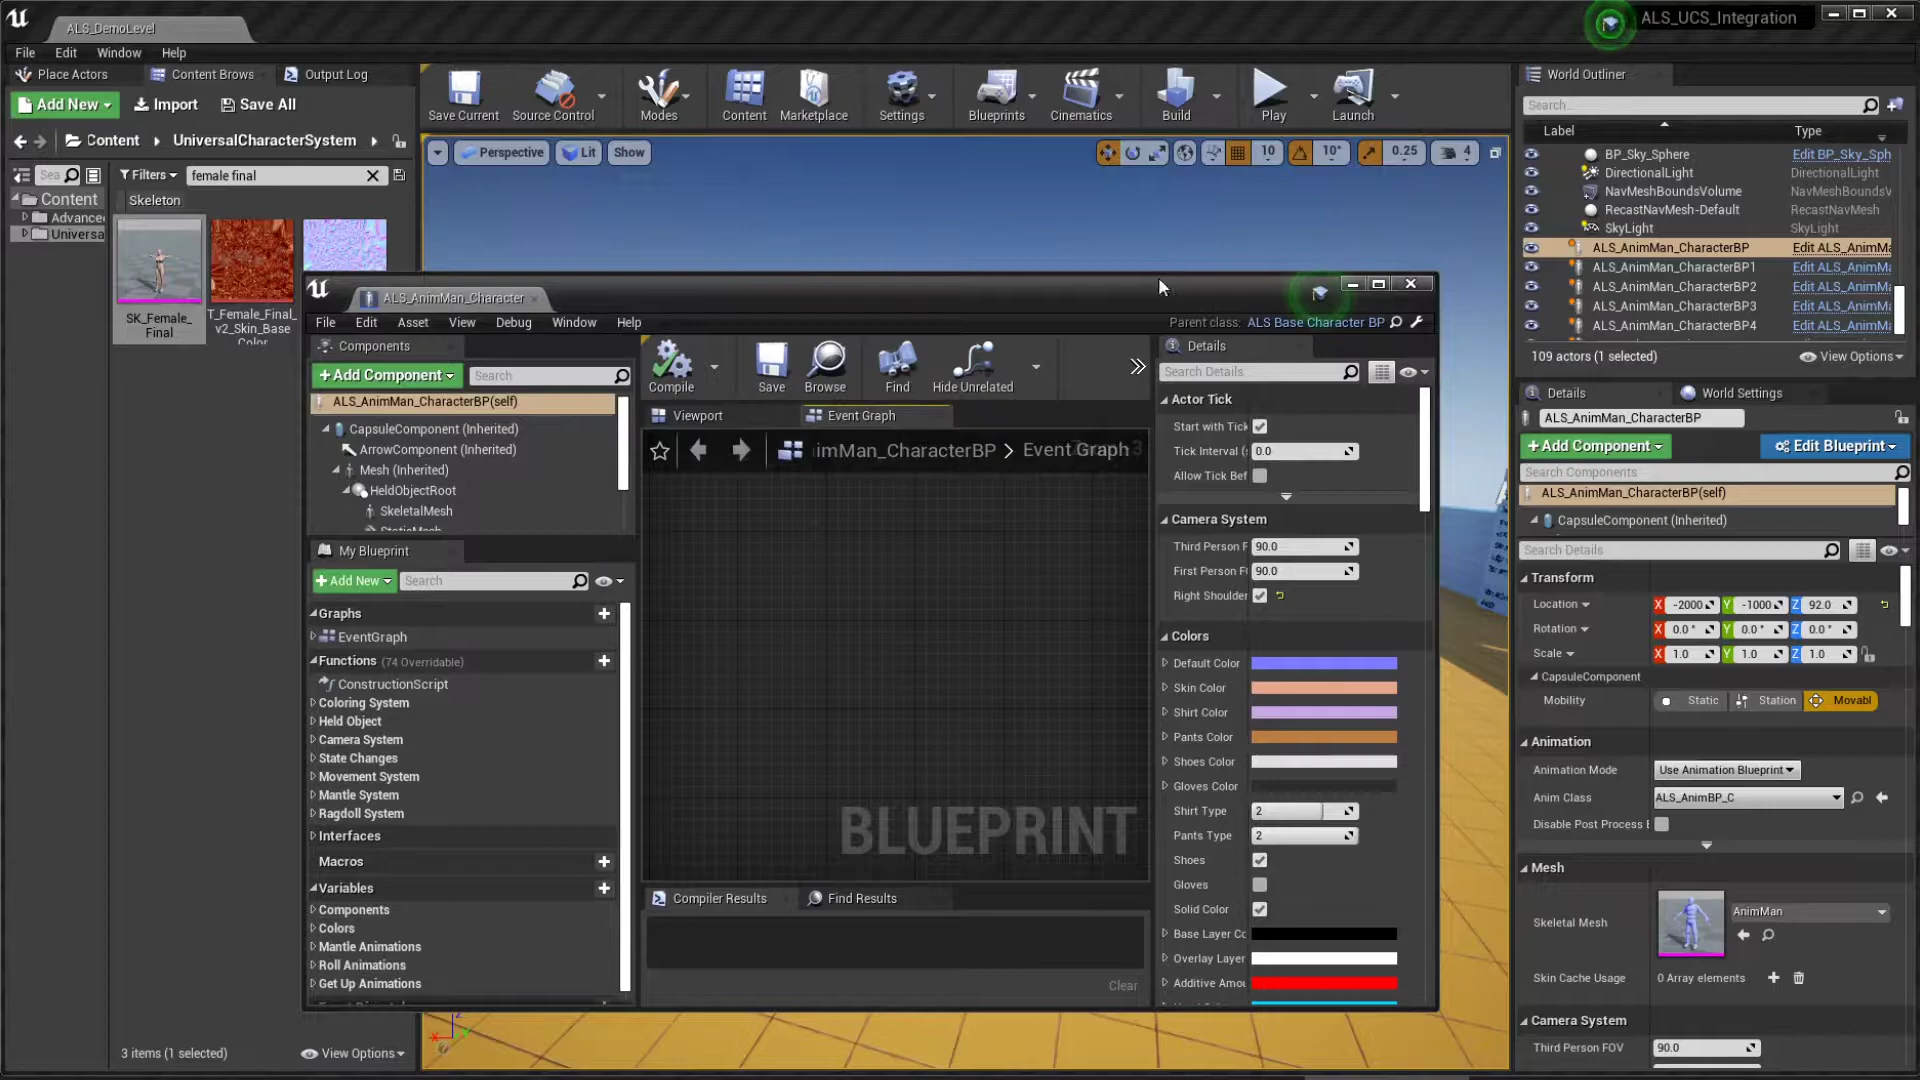 ALS_DemoLevel
ALS_UCS_Integration
File Edit Window Help
Place Actors Content Brows Output Log
World Outliner
Add New Import Save All
Save Current Source Control Modes Content Marketplace Settings Blueprints Cinematics Build Play Launch
Search...
Content UniversalCharacterSystem
Label Type
Perspective Lit Show 10 10° 0.25 4
BP_Sky_Sphere Edit BP_Sky_Sph
Sea Filters female final
DirectionalLight DirectionalLight
NavMeshBoundsVolume NavMeshBoundsV
Content Skeleton
RecastNavMesh-Default RecastNavMesh
Advance
SkyLight SkyLight
Universa
ALS_AnimMan_CharacterBP Edit ALS_AnimMa
ALS_AnimMan_CharacterBP1 Edit ALS_AnimMa
ALS_AnimMan_CharacterBP2 Edit ALS_AnimMa
ALS_AnimMan_CharacterBP3 Edit ALS_AnimMa
ALS_AnimMan_CharacterBP4 Edit ALS_AnimMa
109 actors (1 selected) View Options
SK_Female_
Final
T_Female_Final_
v2_Skin_Base
Color
ALS_AnimMan_Character
File Edit Asset View Debug Window Help
Parent class: ALS Base Character BP
Components
Add Component Search
ALS_AnimMan_CharacterBP(self)
CapsuleComponent (Inherited)
ArrowComponent (Inherited)
Mesh (Inherited)
HeldObjectRoot
SkeletalMesh
StaticMesh
My Blueprint
Add New Search
Graphs
EventGraph
Functions (74 Overridable)
ConstructionScript
Coloring System
Held Object
Camera System
State Changes
Movement System
Mantle System
Ragdoll System
Interfaces
Macros
Variables
Components
Colors
Mantle Animations
Roll Animations
Get Up Animations
Compile Save Browse Find Hide Unrelated
Viewport Event Graph
imMan_CharacterBP > Event Graph
BLUEPRINT
Compiler Results Find Results
Clear
Details
Search Details
Actor Tick
Start with Tick
Tick Interval (s 0.0
Allow Tick Bef
Camera System
Third Person F 90.0
First Person F 90.0
Right Shoulder
Colors
Default Color
Skin Color
Shirt Color
Pants Color
Shoes Color
Gloves Color
Shirt Type 2
Pants Type 2
Shoes
Gloves
Solid Color
Base Layer Co
Overlay Layer
Additive Amou
Details World Settings
ALS_AnimMan_CharacterBP
Add Component Edit Blueprint
Search Components
ALS_AnimMan_CharacterBP(self)
CapsuleComponent (Inherited)
Search Details
Transform
Location X -2000 Y -1000 Z 92.0
Rotation X 0.0° Y 0.0° Z 0.0°
Scale X 1.0 Y 1.0 Z 1.0
CapsuleComponent
Mobility Static Station Movabl
Animation
Animation Mode Use Animation Blueprint
Anim Class ALS_AnimBP_C
Disable Post Process B
Mesh
Skeletal Mesh AnimMan
Skin Cache Usage 0 Array elements
Camera System
Third Person FOV 90.0
3 items (1 selected) View Options